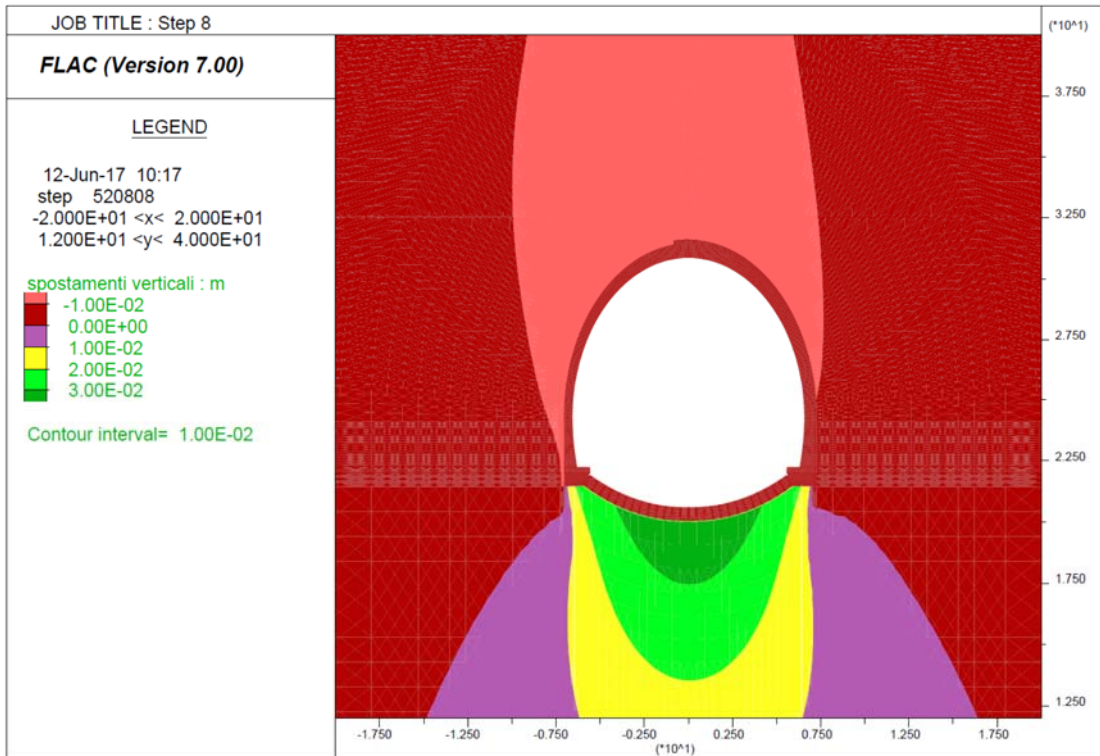 JOB TITLE : Step 8
FLAC (Version 7.00)
LEGEND
12-Jun-17 10:17
step 520808
-2.000E+01 <x< 2.000E+01
1.200E+01 <y< 4.000E+01
spostamenti verticali : m
-1.00E-02
0.00E+00
1.00E-02
2.00E-02
3.00E-02
Contour interval= 1.00E-02
(*10^1)
3.750
3.250
2.750
2.250
1.750
1.250
-1.750 -1.250 -0.750 -0.250 0.250 0.750 1.250 1.750
(*10^1)